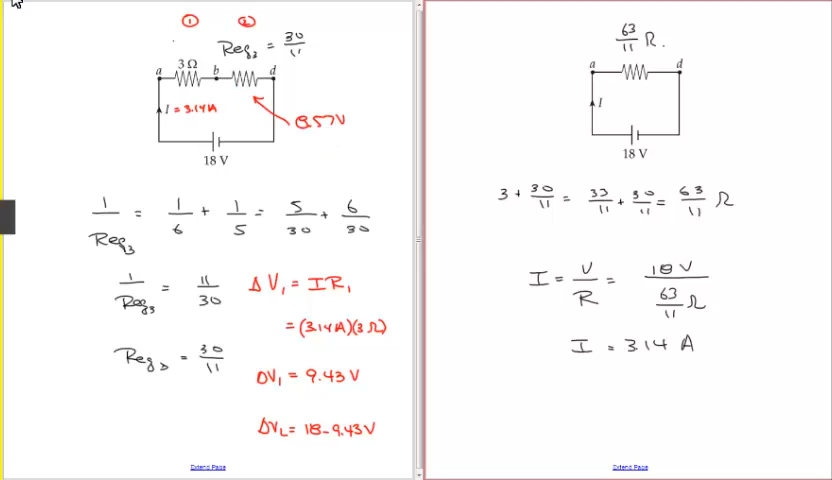 ① ②
Req₃ = 30/11
3 Ω
a b d
I = 3.14A
8.57V
18 V
1/Req₃ = 1/6 + 1/5 = 5/30 + 6/30
1/Req₃ = 11/30
Req₃ = 30/11
Δ V₁ = I R₁
= (3.14A)(3 Ω)
ΔV₁ = 9.43 V
ΔV₂ = 18 - 9.43V
Extend Page
63/11 Ω.
a d
I
18 V
3 + 30/11 = 33/11 + 30/11 = 63/11 Ω
I = V/R = 18 V / 63/11 Ω
I = 3.14 A
Extend Page